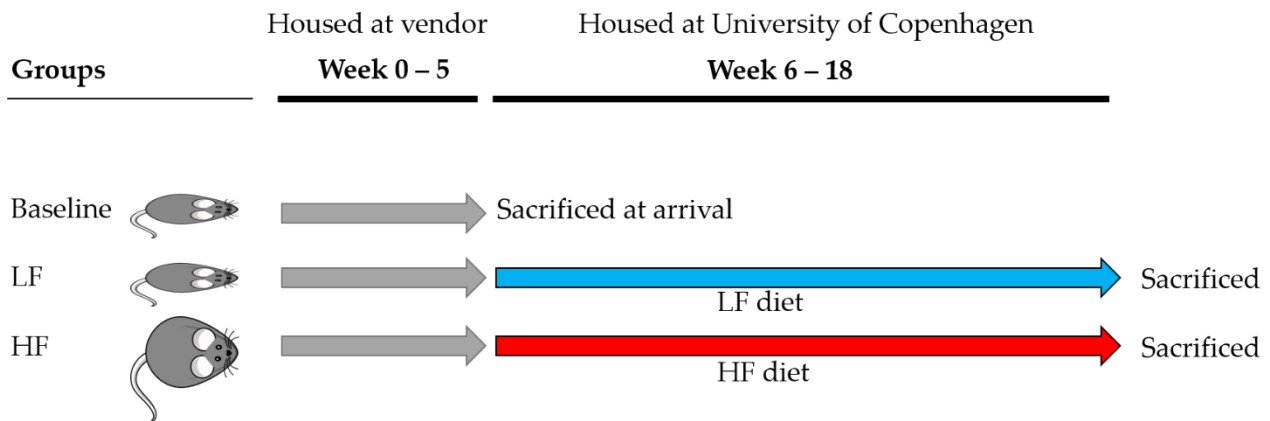 Housed at vendor Housed at University of Copenhagen
Groups Week 0 – 5 Week 6 – 18
Baseline Sacrificed at arrival
LF LF diet Sacrificed
HF HF diet Sacrificed